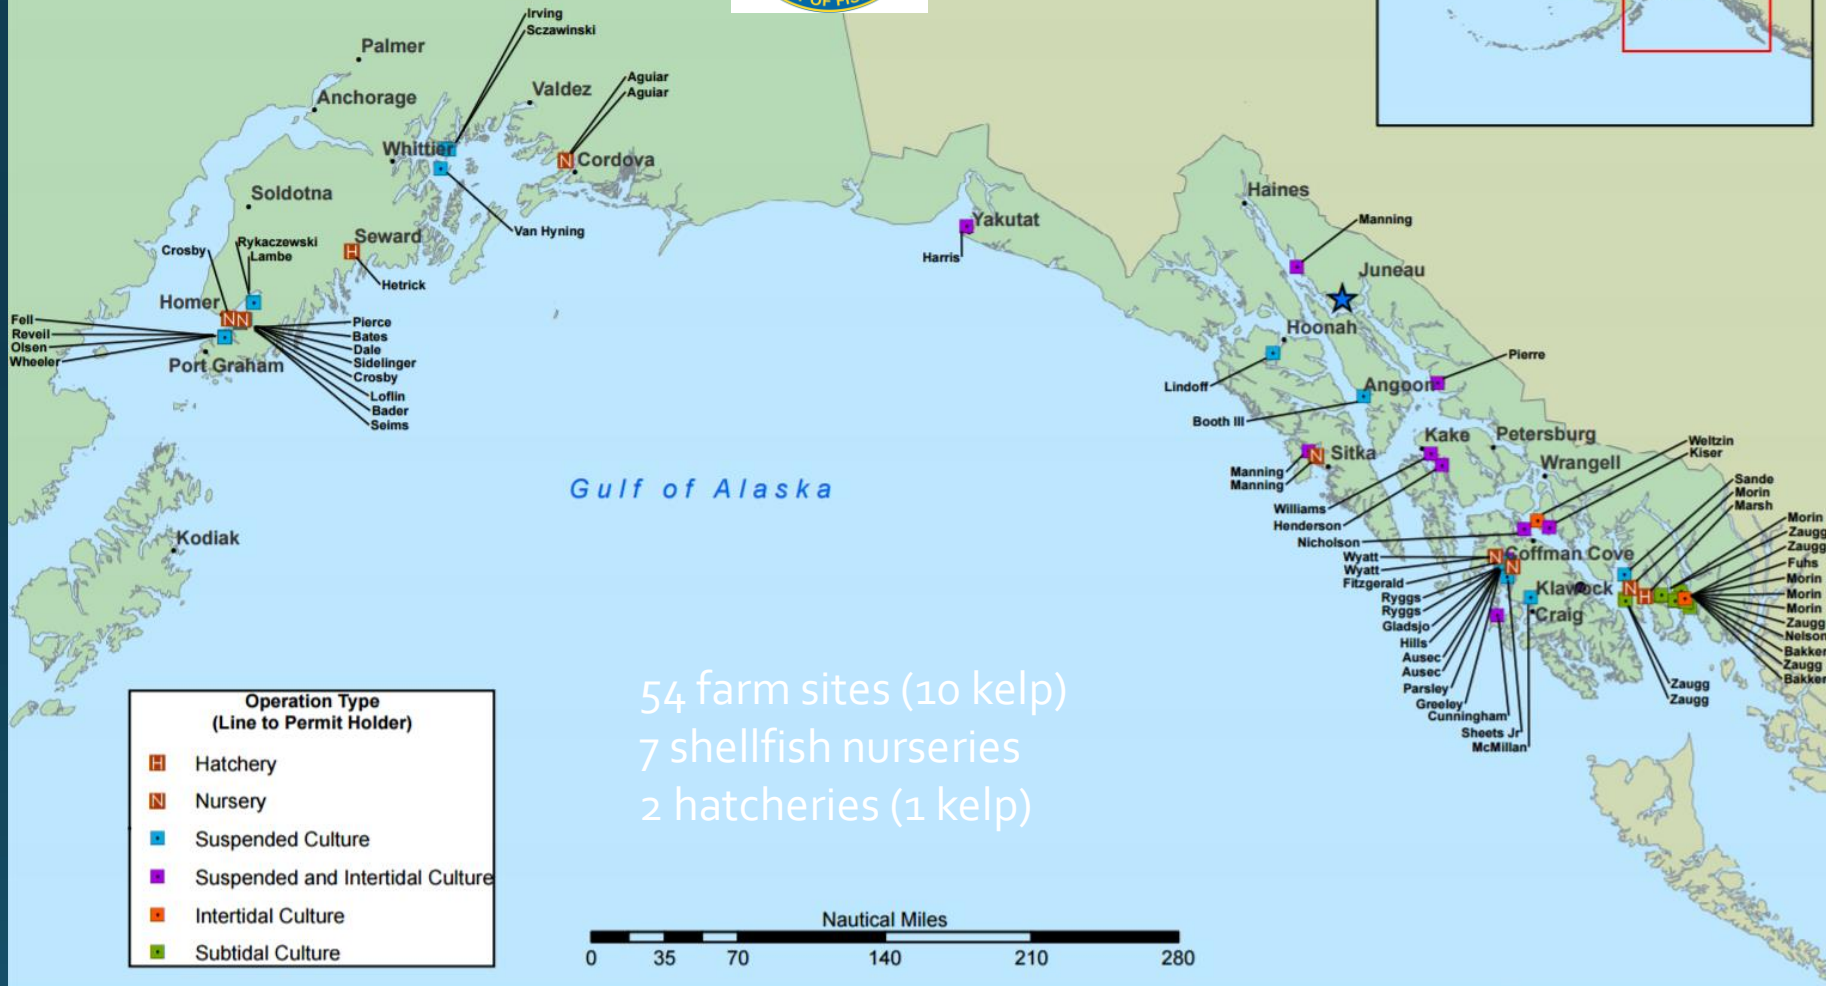 OF FIS
Irving
Sczawinski
Palmer
Anchorage
Valdez
Aguiar
Aguiar
Whittier
Cordova
Soldotna
Seward
Van Hyning
Crosby
Rykaczewski
Lambe
Hetrick
Homer
Fell
Reveil
Olsen
Wheeler
Port Graham
Pierce
Bates
Dale
Sidelinger
Crosby
Loflin
Bader
Seims
Kodiak
Yakutat
Harris
Haines
Manning
Juneau
Hoonah
Lindoff
Pierre
Angoon
Booth III
Kake
Petersburg
Sitka
Wrangell
Weltzin
Kiser
Manning
Manning
Williams
Henderson
Nicholson
Wyatt
Wyatt
Fitzgerald
Ryggs
Ryggs
Gladsjo
Hills
Ausec
Ausec
Parsley
Greeley
Cunningham
Sheets Jr
McMillan
Coffman Cove
Klawock
Craig
Sande
Morin
Marsh
Morin
Zaugg
Zaugg
Fuhs
Morin
Morin
Morin
Zaugg
Nelson
Bakker
Zaugg
Bakker
Zaugg
Zaugg
Gulf of Alaska
54 farm sites (10 kelp)
7 shellfish nurseries
2 hatcheries (1 kelp)
Operation Type
(Line to Permit Holder)
H Hatchery
N Nursery
Suspended Culture
Suspended and Intertidal Culture
Intertidal Culture
Subtidal Culture
Nautical Miles
0 35 70 140 210 280